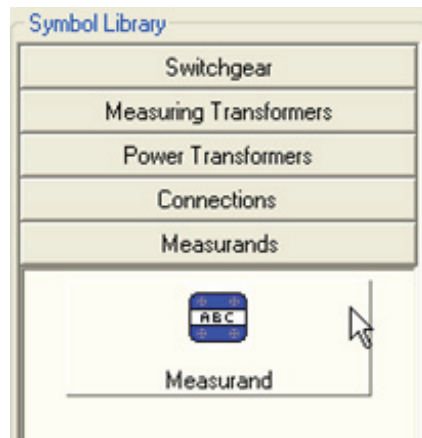 Symbol Library
Switchgear
Measuring Transformers
Power Transformers
Connections
Measurands
ABC
Measurand